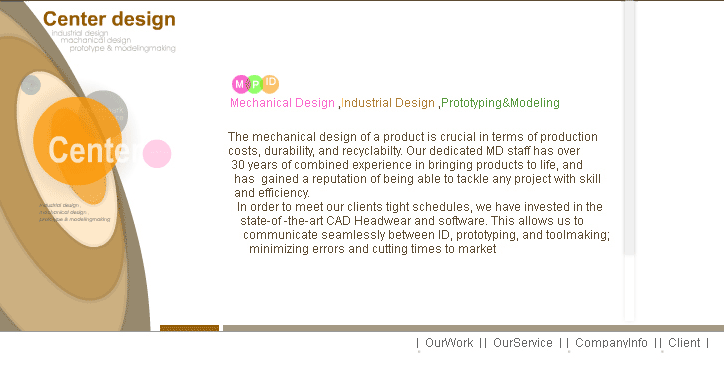 Center design
industrial design
machanical design
prototype & modelingmaking
M P ID
Mechanical Design ,Industrial Design ,Prototyping&Modeling
Center
The mechanical design of a product is crucial in terms of production
costs, durability, and recyclabilty. Our dedicated MD staff has over
30 years of combined experience in bringing products to life, and
has gained a reputation of being able to tackle any project with skill
and efficiency.
In order to meet our clients tight schedules, we have invested in the
state-of -the-art CAD Headwear and software. This allows us to
communicate seamlessly between ID, prototyping, and toolmaking;
minimizing errors and cutting times to market
industrial design ,
mechanical design ,
prototype & modelingmaking
| OurWork | | OurService | | CompanyInfo | | Client |